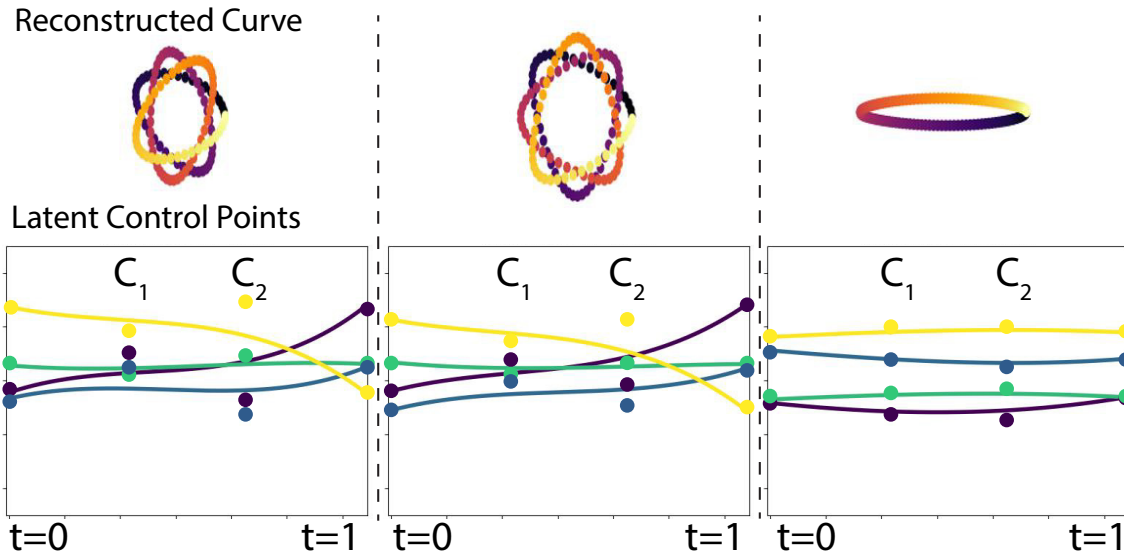 Reconstructed Curve
Latent Control Points
C1 C2 C1 C2 C1 C2
t=0 t=1 t=0 t=1 t=0 t=1